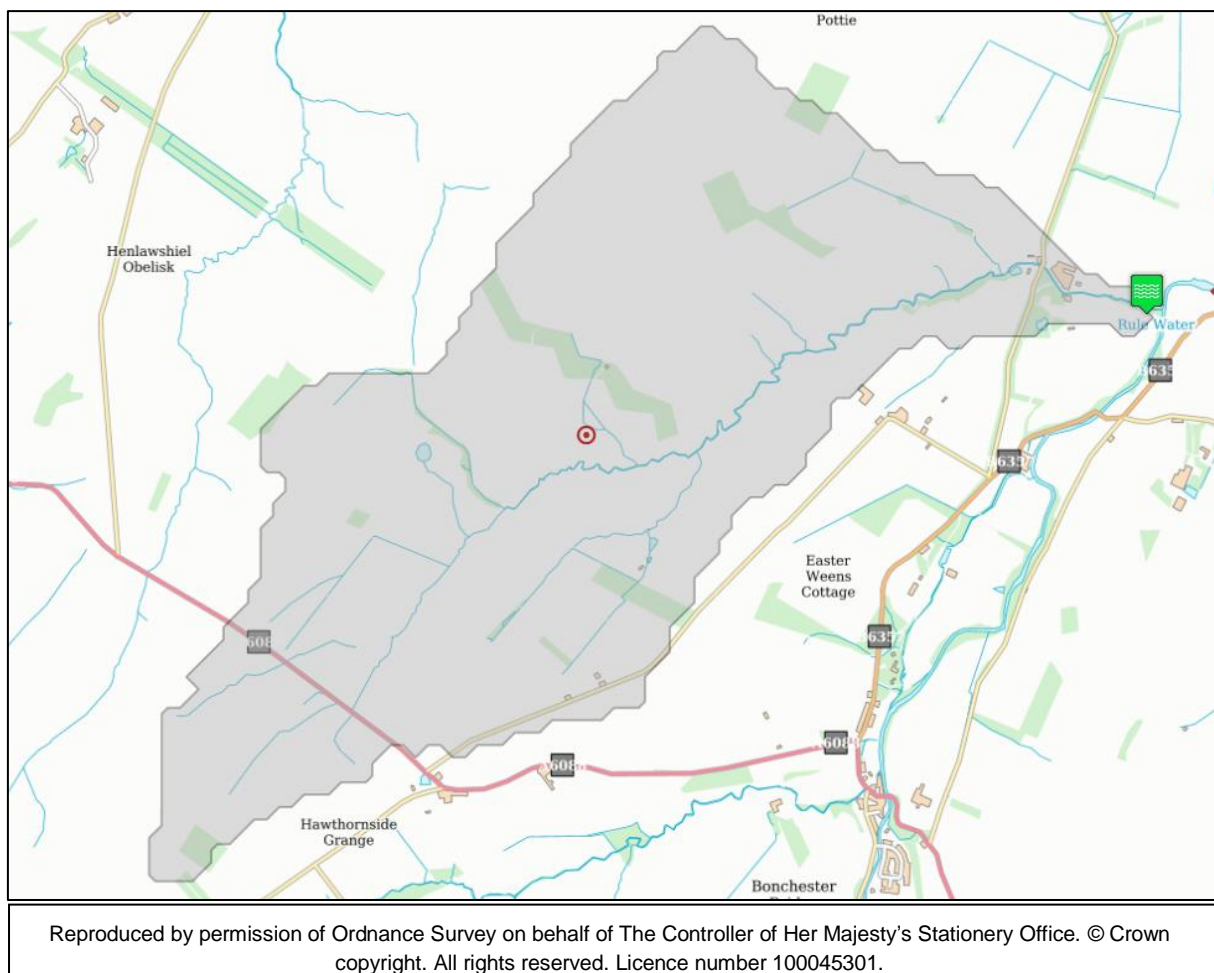 Pottie
Henlawshiel
Obelisk
Rule Water
Easter
Weens
Cottage
Hawthornside
Grange
Bonchester
Reproduced by permission of Ordnance Survey on behalf of The Controller of Her Majesty's Stationery Office. © Crown
copyright. All rights reserved. Licence number 100045301.